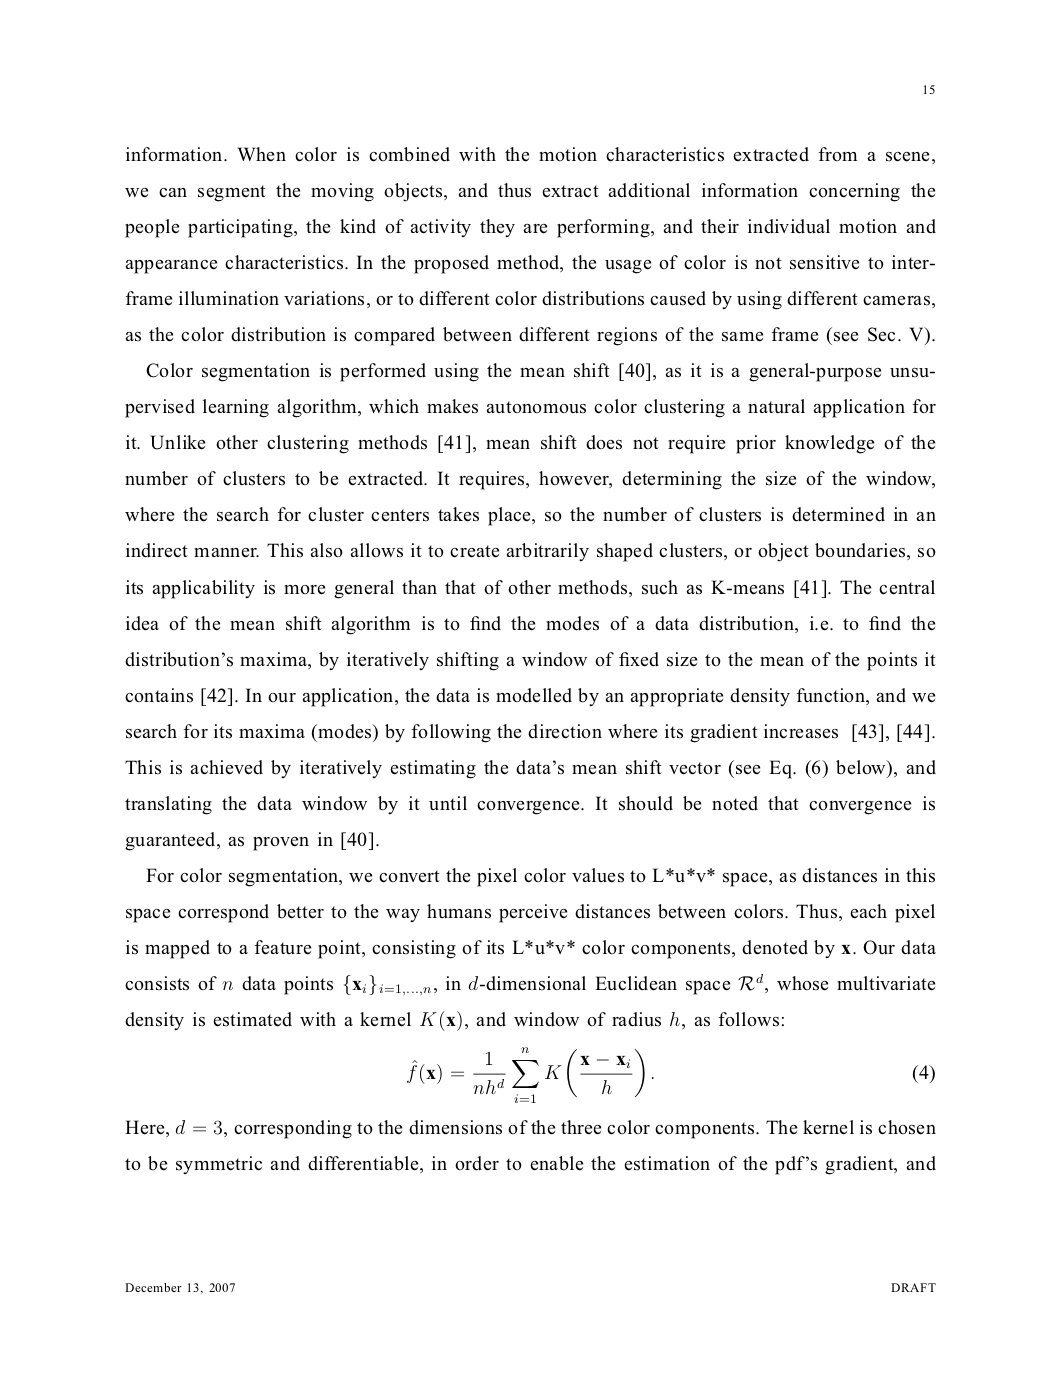 15
information. When color is combined with the motion characteristics extracted from a scene,
we can segment the moving objects, and thus extract additional information concerning the
people participating, the kind of activity they are performing, and their individual motion and
appearance characteristics. In the proposed method, the usage of color is not sensitive to inter-
frame illumination variations, or to different color distributions caused by using different cameras,
as the color distribution is compared between different regions of the same frame (see Sec. V).
Color segmentation is performed using the mean shift [40], as it is a general-purpose unsu-
pervised learning algorithm, which makes autonomous color clustering a natural application for
it. Unlike other clustering methods [41], mean shift does not require prior knowledge of the
number of clusters to be extracted. It requires, however, determining the size of the window,
where the search for cluster centers takes place, so the number of clusters is determined in an
indirect manner. This also allows it to create arbitrarily shaped clusters, or object boundaries, so
its applicability is more general than that of other methods, such as K-means [41]. The central
idea of the mean shift algorithm is to find the modes of a data distribution, i.e. to find the
distribution's maxima, by iteratively shifting a window of fixed size to the mean of the points it
contains [42]. In our application, the data is modelled by an appropriate density function, and we
search for its maxima (modes) by following the direction where its gradient increases [43], [44].
This is achieved by iteratively estimating the data's mean shift vector (see Eq. (6) below), and
translating the data window by it until convergence. It should be noted that convergence is
guaranteed, as proven in [40].
For color segmentation, we convert the pixel color values to L*u*v* space, as distances in this
space correspond better to the way humans perceive distances between colors. Thus, each pixel
is mapped to a feature point, consisting of its L*u*v* color components, denoted by x. Our data
consists of n data points {x_i}_{i=1,...,n}, in d-dimensional Euclidean space R^d, whose multivariate
density is estimated with a kernel K(x), and window of radius h, as follows:
f̂(x) = \frac{1}{nh^d} \sum_{i=1}^{n} K\left(\frac{x − x_i}{h}\right). (4)
Here, d = 3, corresponding to the dimensions of the three color components. The kernel is chosen
to be symmetric and differentiable, in order to enable the estimation of the pdf's gradient, and
December 13, 2007 DRAFT